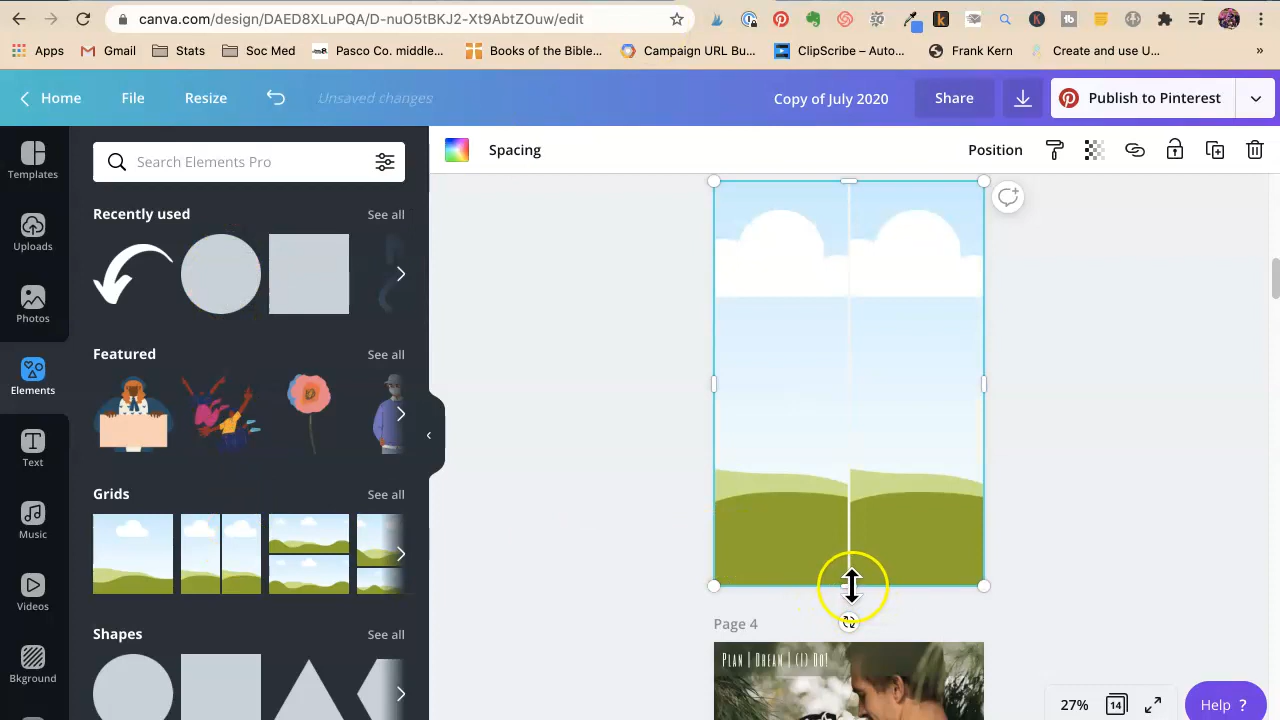 canva.com/design/DAED8XLuPQA/D-nuO5tBKJ2-Xt9AbtZOuw/edit
Apps Gmail Stats Soc Med Pasco Co. middle... Books of the Bible... Campaign URL Bu... ClipScribe – Auto... Frank Kern Create and use U... »
Home File Resize Unsaved changes Copy of July 2020 Share Publish to Pinterest
Search Elements Pro
Spacing Position
Templates
Uploads
Photos
Elements
Text
Music
Videos
Bkground
Recently used See all
Featured See all
Grids See all
Shapes See all
Page 4
Plan | Dream | (I) Do!
27% 14 Help ?